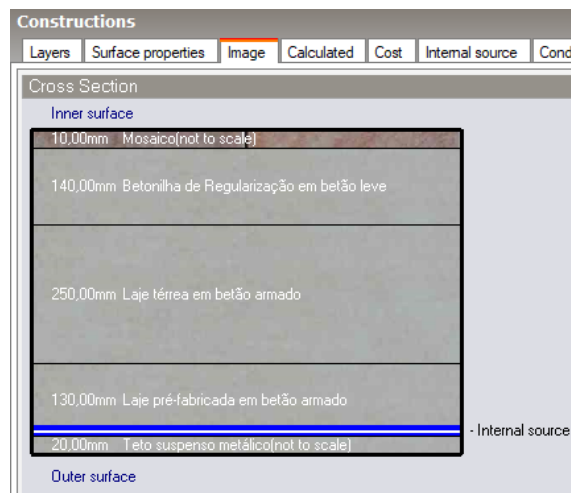 Constructions
Layers Surface properties Image Calculated Cost Internal source Cond
Cross Section
Inner surface
10,00mm Mosaico(not to scale)
140,00mm Betonilha de Regularização em betão leve
250,00mm Laje térrea em betão armado
130,00mm Laje pré-fabricada em betão armado
- Internal source
20,00mm Teto suspenso metálico(not to scale)
Outer surface